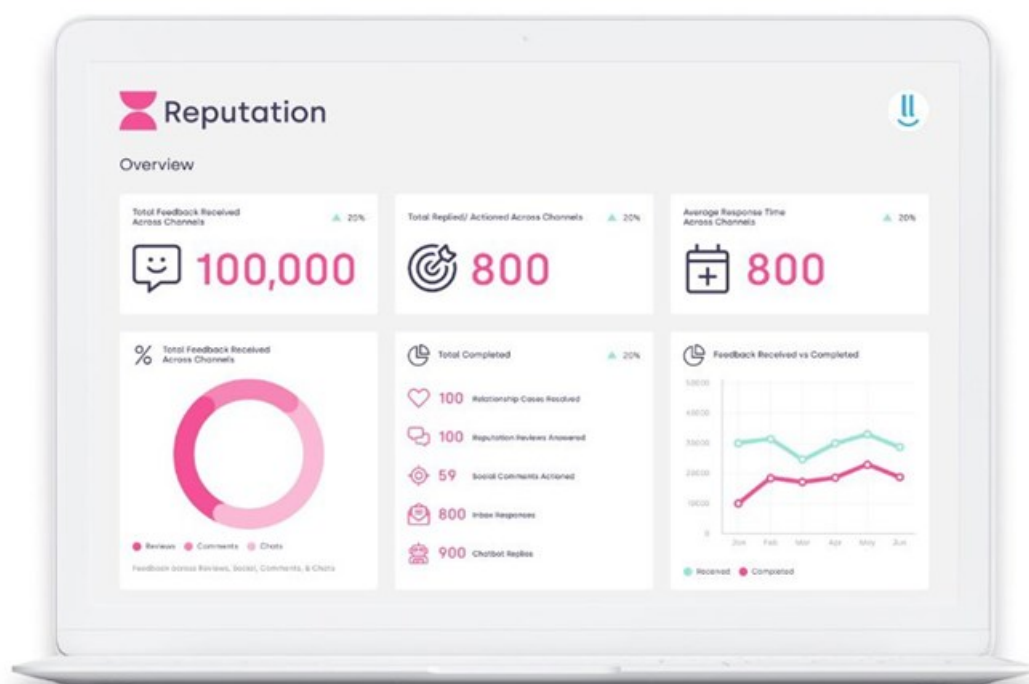 Reputation
Overview
Total Feedback Received
Across Channels
20%
100,000
Total Replied/ Actioned Across Channels
20%
800
Average Response Time
Across Channels
20%
800
%
Total Feedback Received
Across Channels
Reviews
Comments
Chats
Feedback across Reviews, Social, Comments, & Chats
Total Completed
20%
100 Relationship Cases Resolved
100 Reputation Reviews Answered
59 Social Comments Actioned
800 Inbox Responses
900 Chatbot Replies
Feedback Received vs Completed
50000
40000
30000
20000
10000
0
Jan Feb Mar Apr May Jun
Received
Completed